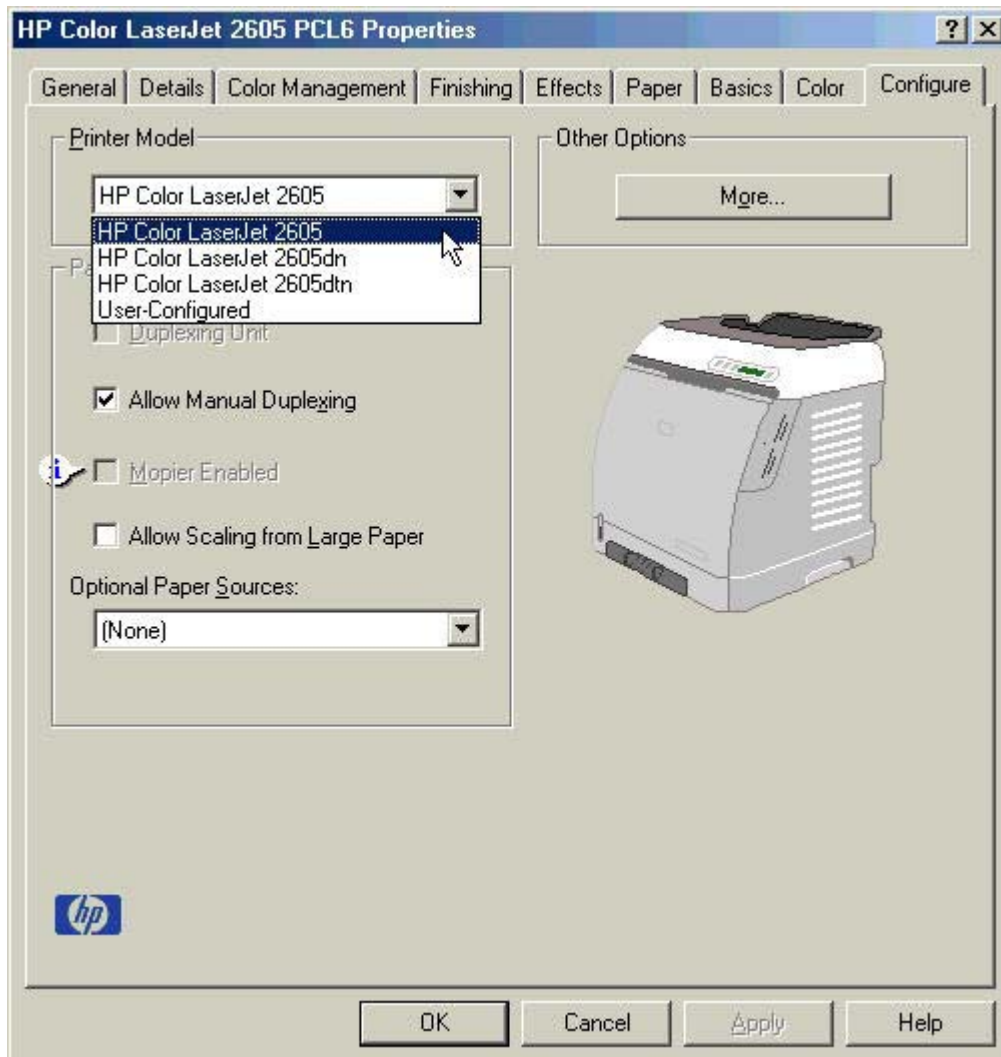 HP Color LaserJet 2605 PCL6 Properties
General Details Color Management Finishing Effects Paper Basics Color Configure
Printer Model
HP Color LaserJet 2605
HP Color LaserJet 2605
HP Color LaserJet 2605dn
HP Color LaserJet 2605dtn
User-Configured
Duplexing Unit
Allow Manual Duplexing
Mopier Enabled
Allow Scaling from Large Paper
Optional Paper Sources:
(None)
Other Options
More...
hp
OK Cancel Apply Help